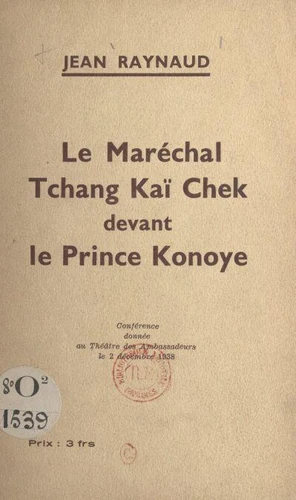 JEAN RAYNAUD
Le Maréchal
Tchang Kaï Chek
devant
le Prince Konoye
Conférence
donnée
au Théâtre des Ambassadeurs
le 2 décembre 1938
8º O²
1539
Prix : 3 frs